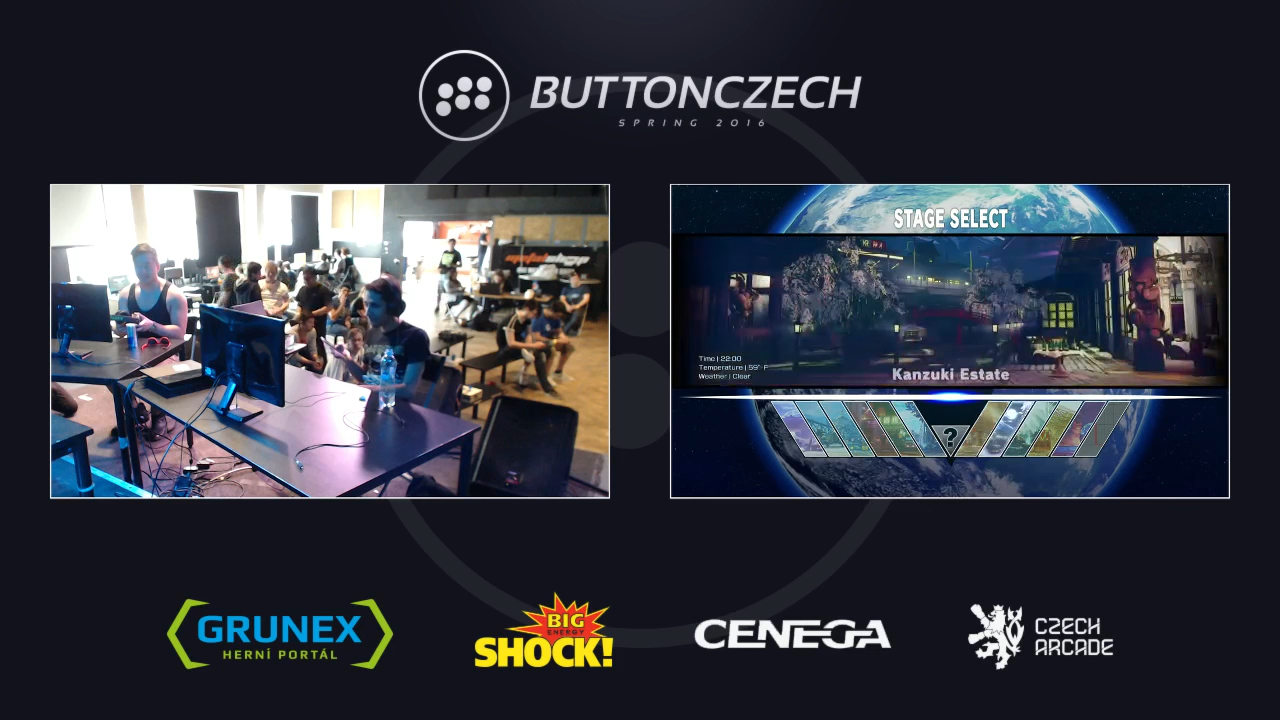 BUTTONCZECH
SPRING 2016
STAGE SELECT
Time | 22:00
Temperature | 59° F
Weather | Clear
Kanzuki Estate
?
GRUNEX
HERNÍ PORTÁL
BIG
ENERGY
SHOCK!
CENEGA
CZECH
ARCADE